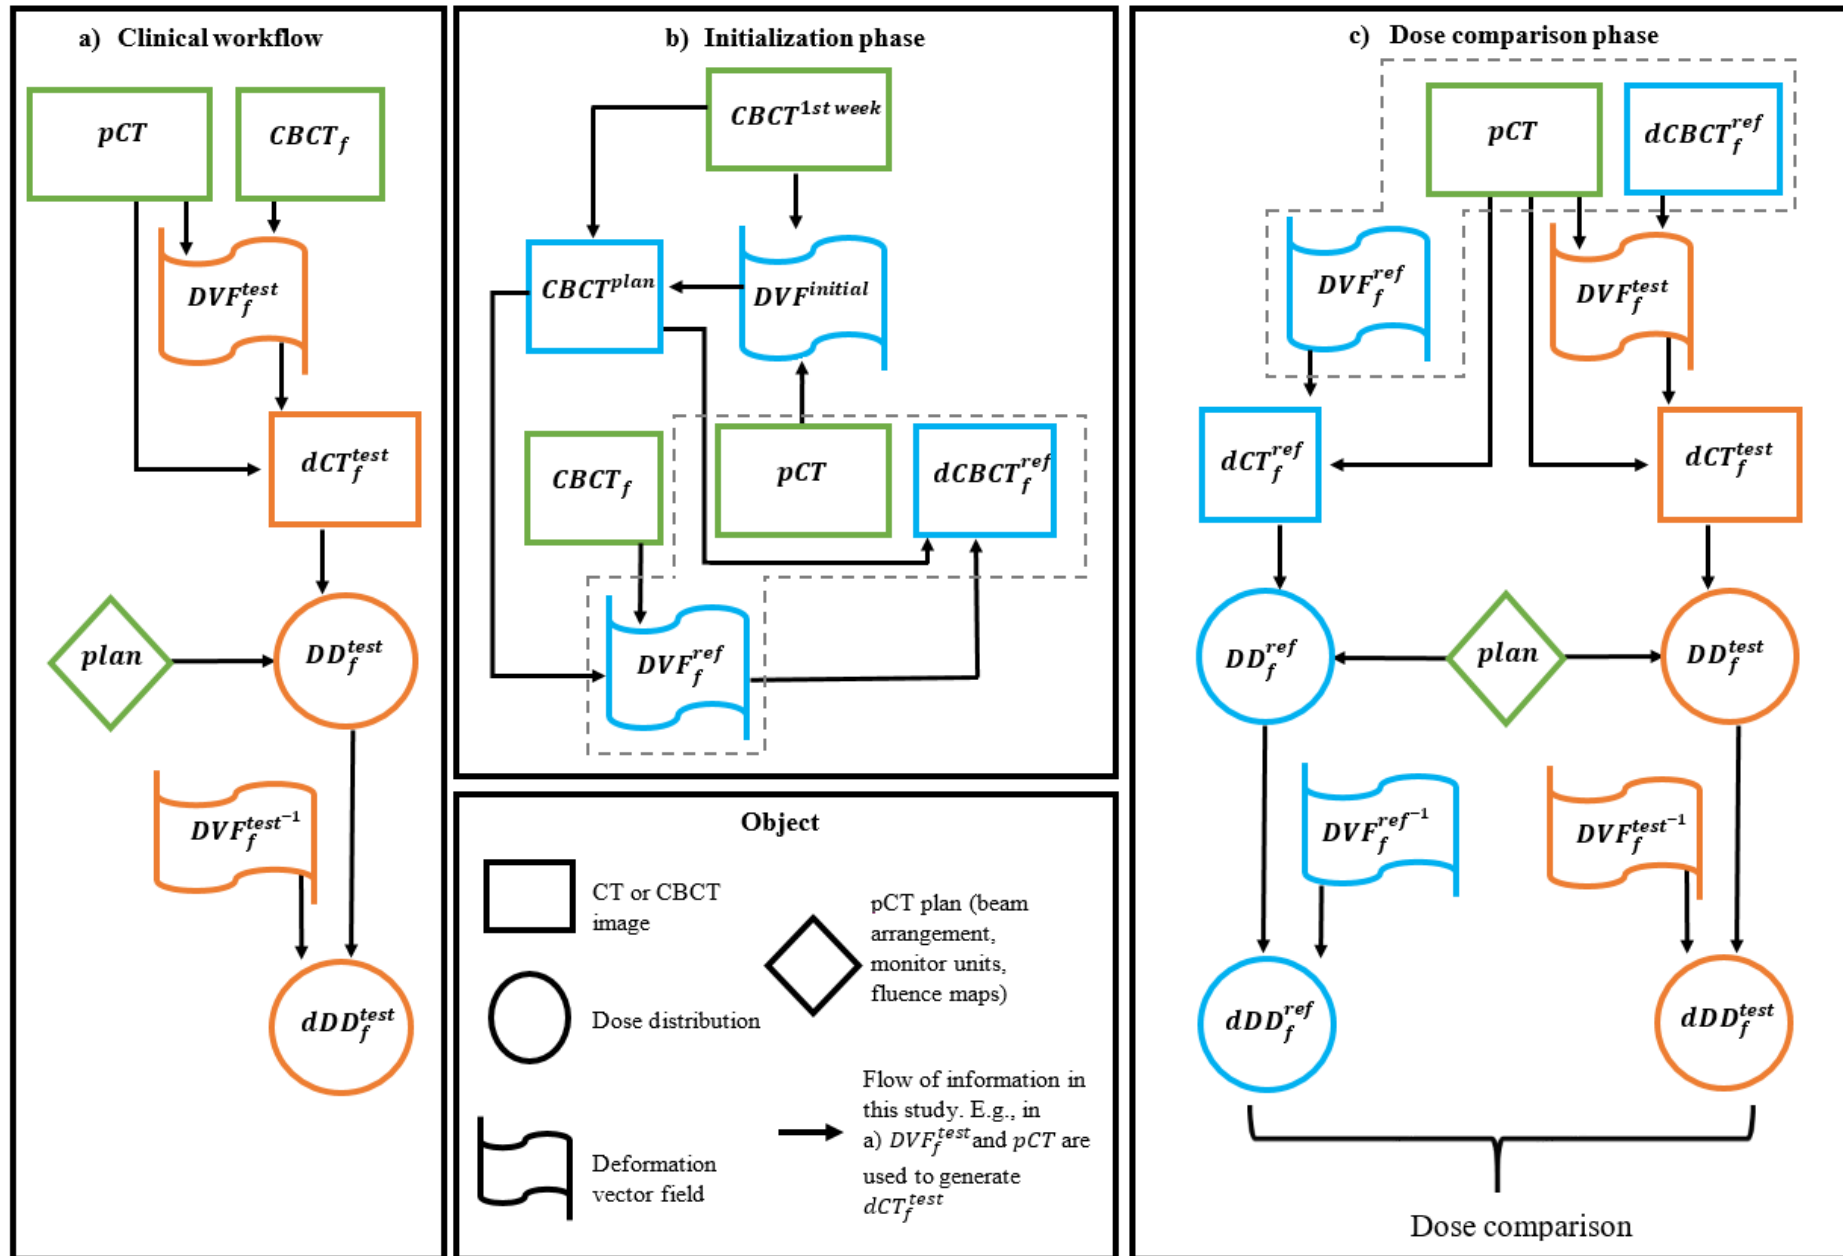 a) Clinical workflow
pCT
CBCT_f
DVF_f^test
dCT_f^test
plan
DD_f^test
DVF_f^test⁻¹
dDD_f^test
b) Initialization phase
CBCT^1st week
CBCT^plan
DVF^initial
CBCT_f
pCT
dCBCT_f^ref
DVF_f^ref
Object
CT or CBCT
image
Dose distribution
Deformation
vector field
pCT plan (beam
arrangement,
monitor units,
fluence maps)
Flow of information in
this study. E.g., in
a) DVF_f^test and pCT are
used to generate
dCT_f^test
c) Dose comparison phase
pCT
dCBCT_f^ref
DVF_f^ref
DVF_f^test
dCT_f^ref
dCT_f^test
DD_f^ref
plan
DD_f^test
DVF_f^ref⁻¹
DVF_f^test⁻¹
dDD_f^ref
dDD_f^test
Dose comparison